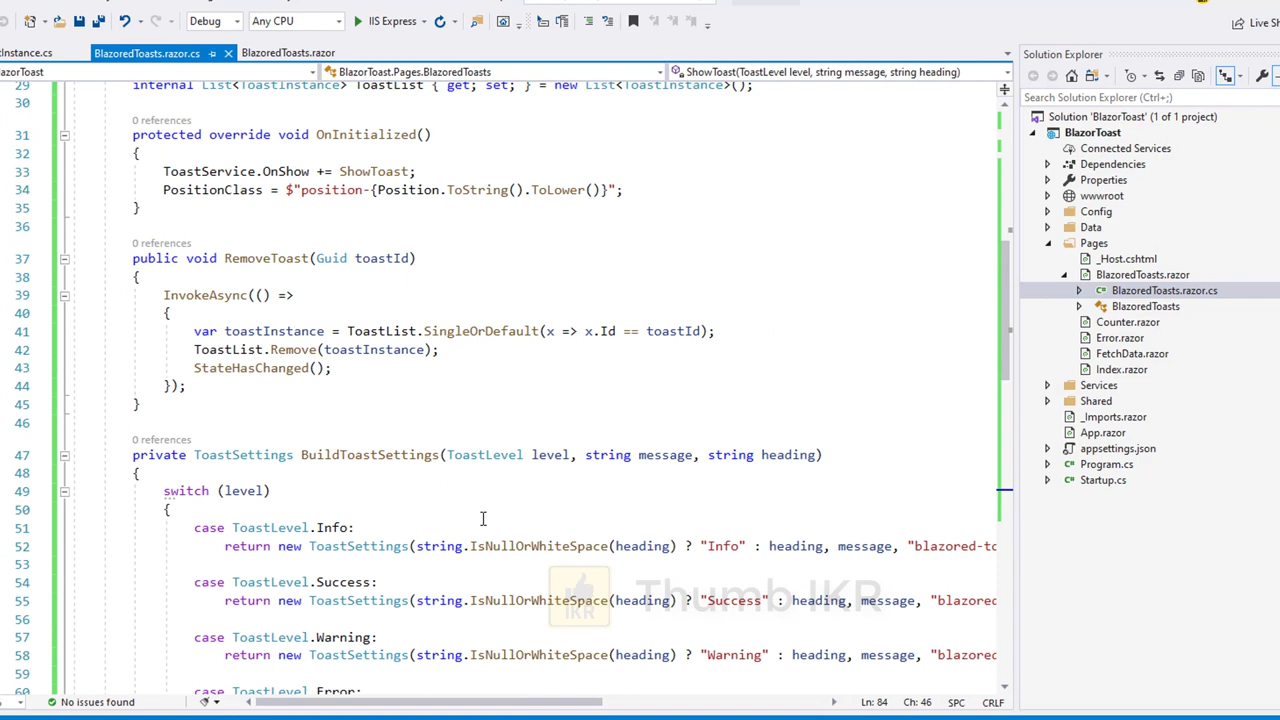 Debug Any CPU IIS Express Live Sh
BlazoredToasts.razor.cs BlazoredToasts.razor
BlazorToast.Pages.BlazoredToasts ShowToast(ToastLevel level, string message, string heading)
29 internal List<ToastInstance> ToastList { get; set; } = new List<ToastInstance>();
30
0 references
31 protected override void OnInitialized()
32 {
33 ToastService.OnShow += ShowToast;
34 PositionClass = $"position-{Position.ToString().ToLower()}";
35 }
36
0 references
37 public void RemoveToast(Guid toastId)
38 {
39 InvokeAsync(() =>
40 {
41 var toastInstance = ToastList.SingleOrDefault(x => x.Id == toastId);
42 ToastList.Remove(toastInstance);
43 StateHasChanged();
44 });
45 }
46
0 references
47 private ToastSettings BuildToastSettings(ToastLevel level, string message, string heading)
48 {
49 switch (level)
50 {
51 case ToastLevel.Info:
52 return new ToastSettings(string.IsNullOrWhiteSpace(heading) ? "Info" : heading, message, "blazored-to
53
54 case ToastLevel.Success:
55 return new ToastSettings(string.IsNullOrWhiteSpace(heading) ? "Success" : heading, message, "blazored
56
57 case ToastLevel.Warning:
58 return new ToastSettings(string.IsNullOrWhiteSpace(heading) ? "Warning" : heading, message, "blazored
59
60 case ToastLevel.Error:
IKR Thumb IKR
No issues found Ln: 84 Ch: 46 SPC CRLF
Solution Explorer
Search Solution Explorer (Ctrl+;)
Solution 'BlazorToast' (1 of 1 project)
BlazorToast
Connected Services
Dependencies
Properties
wwwroot
Config
Data
Pages
_Host.cshtml
BlazoredToasts.razor
BlazoredToasts.razor.cs
BlazoredToasts
Counter.razor
Error.razor
FetchData.razor
Index.razor
Services
Shared
_Imports.razor
App.razor
appsettings.json
Program.cs
Startup.cs